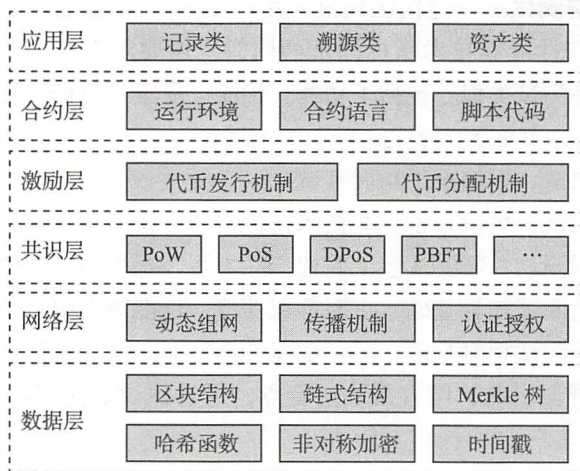 应用层 记录类 溯源类 资产类
合约层 运行环境 合约语言 脚本代码
激励层 代币发行机制 代币分配机制
共识层 PoW PoS DPoS PBFT …
网络层 动态组网 传播机制 认证授权
数据层 区块结构 链式结构 Merkle 树
哈希函数 非对称加密 时间戳